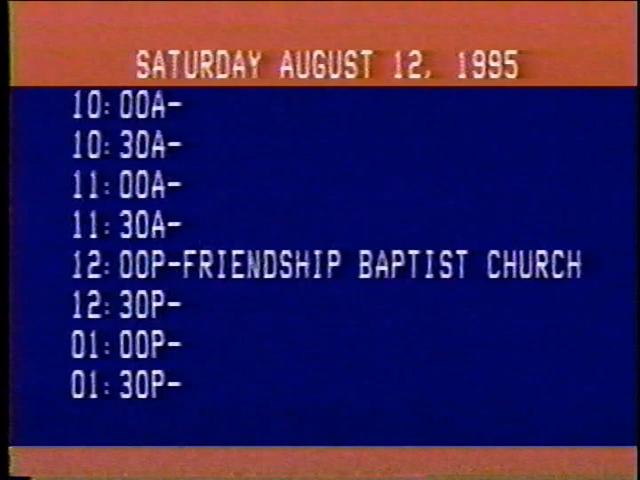 SATURDAY AUGUST 12, 1995
10:00A-
10:30A-
11:00A-
11:30A-
12:00P-FRIENDSHIP BAPTIST CHURCH
12:30P-
01:00P-
01:30P-